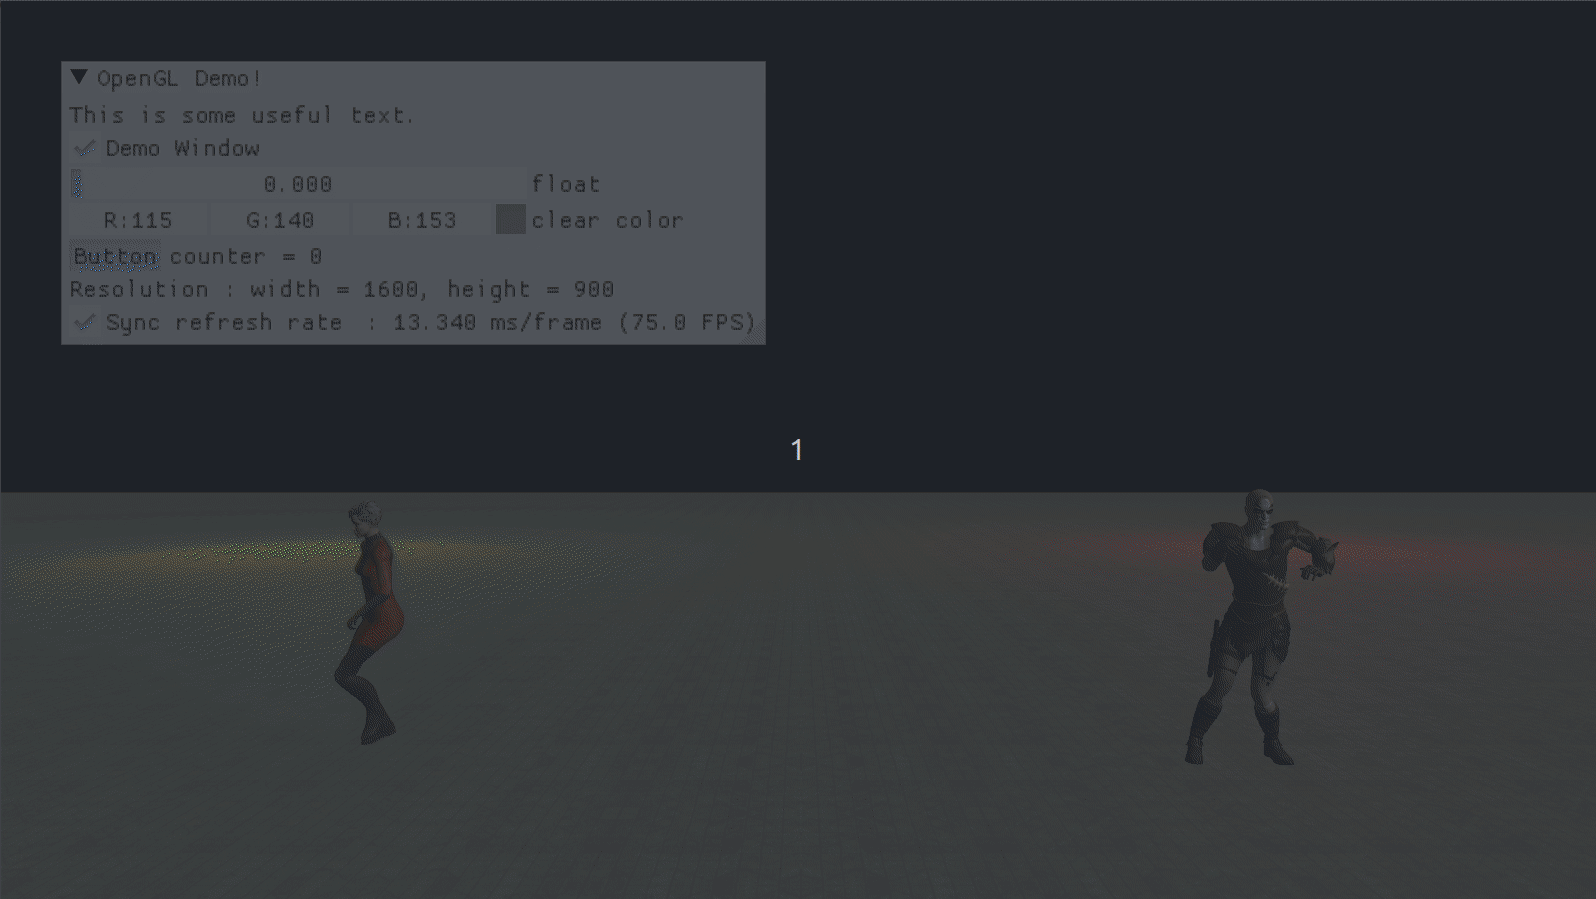 OpenGL Demo!
This is some useful text.
Demo Window
0.000 float
R:115 G:140 B:153 clear color
Button counter = 0
Resolution : width = 1600, height = 900
Sync refresh rate : 13.340 ms/frame (75.0 FPS)
1